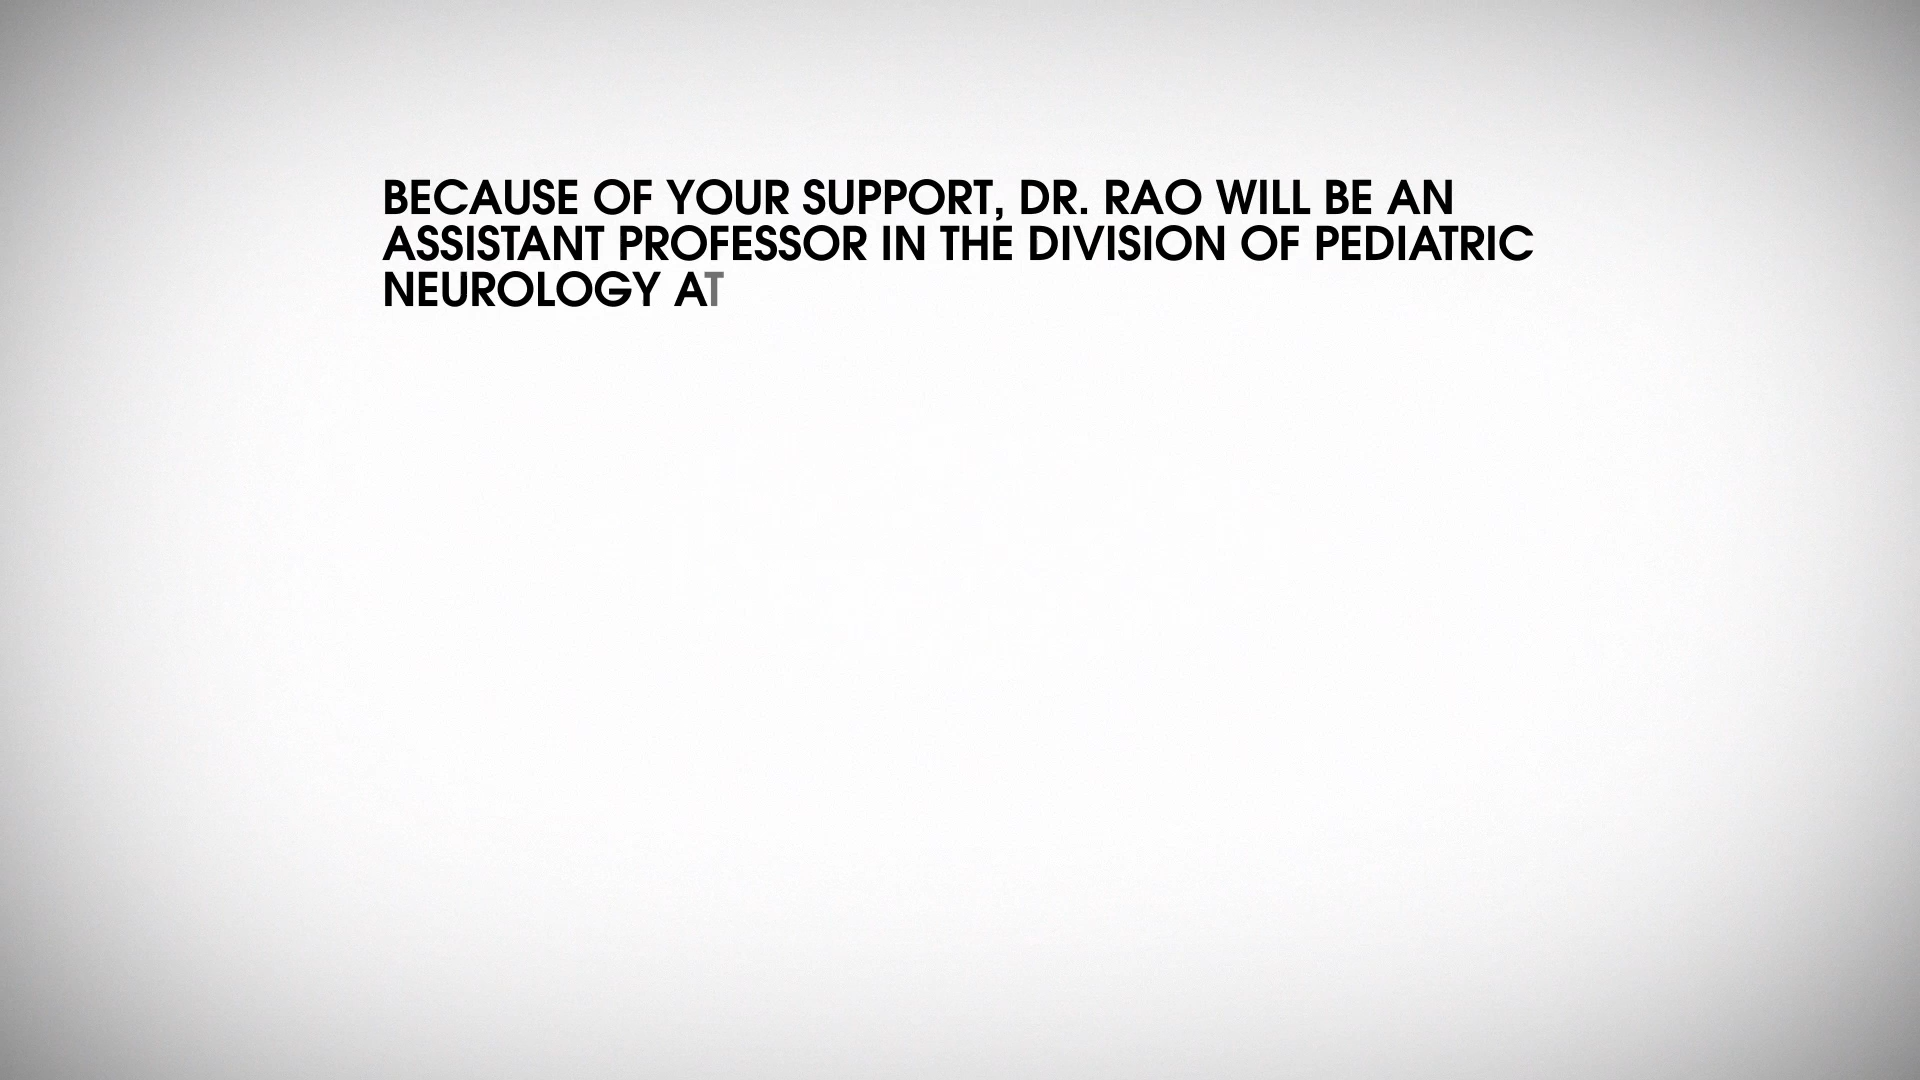 BECAUSE OF YOUR SUPPORT, DR. RAO WILL BE AN
ASSISTANT PROFESSOR IN THE DIVISION OF PEDIATRIC
NEUROLOGY AT